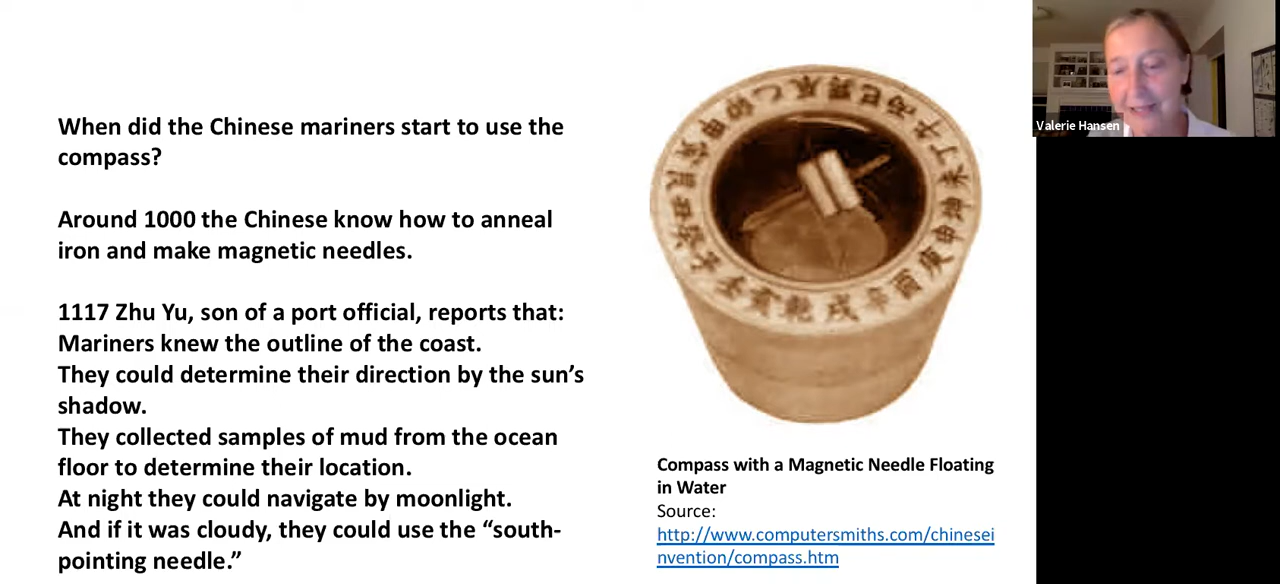 When did the Chinese mariners start to use the
compass?
Around 1000 the Chinese know how to anneal
iron and make magnetic needles.
1117 Zhu Yu, son of a port official, reports that:
Mariners knew the outline of the coast.
They could determine their direction by the sun's
shadow.
They collected samples of mud from the ocean
floor to determine their location.
At night they could navigate by moonlight.
And if it was cloudy, they could use the “south-
pointing needle.”
Compass with a Magnetic Needle Floating
in Water
Source:
http://www.computersmiths.com/chinesei
nvention/compass.htm
Valerie Hansen